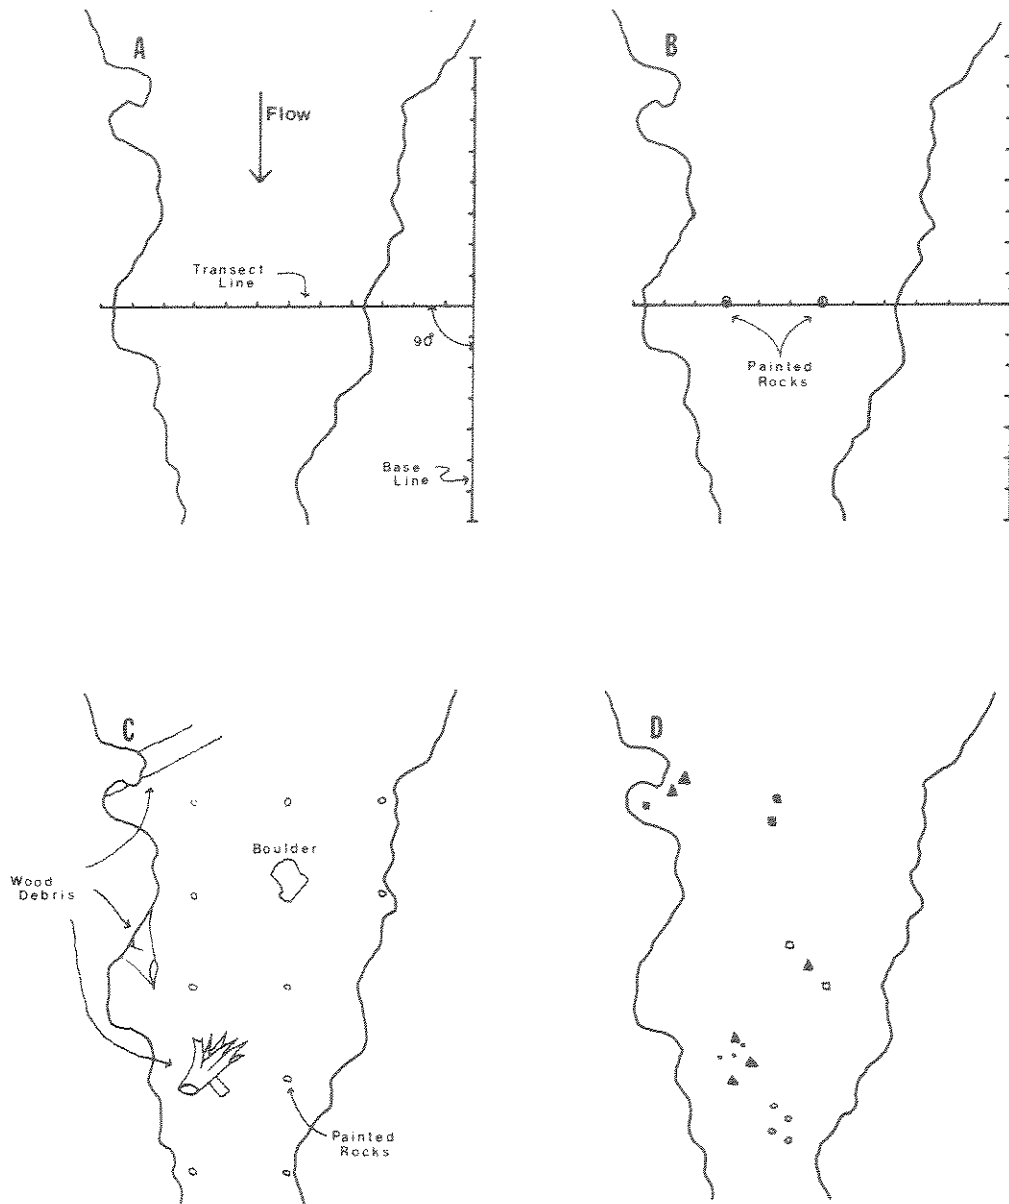 A
Flow
Transect
Line
90°
Base
Line
B
Painted
Rocks
C
Boulder
Wood
Debris
Painted
Rocks
D